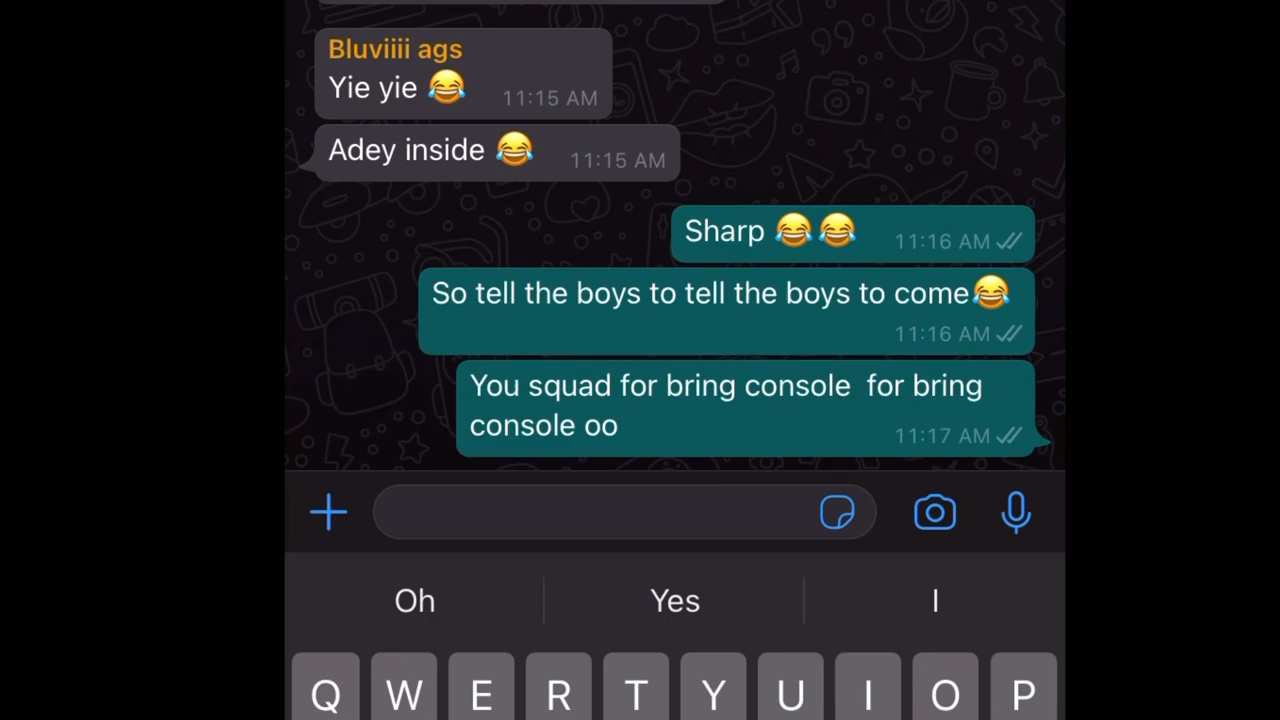 Bluviiii ags
Yie yie 😂 11:15 AM
Adey inside 😂 11:15 AM
Sharp 😂😂 11:16 AM
So tell the boys to tell the boys to come😂
11:16 AM
You squad for bring console  for bring
console oo 11:17 AM
Oh Yes I
Q W E R T Y U I O P